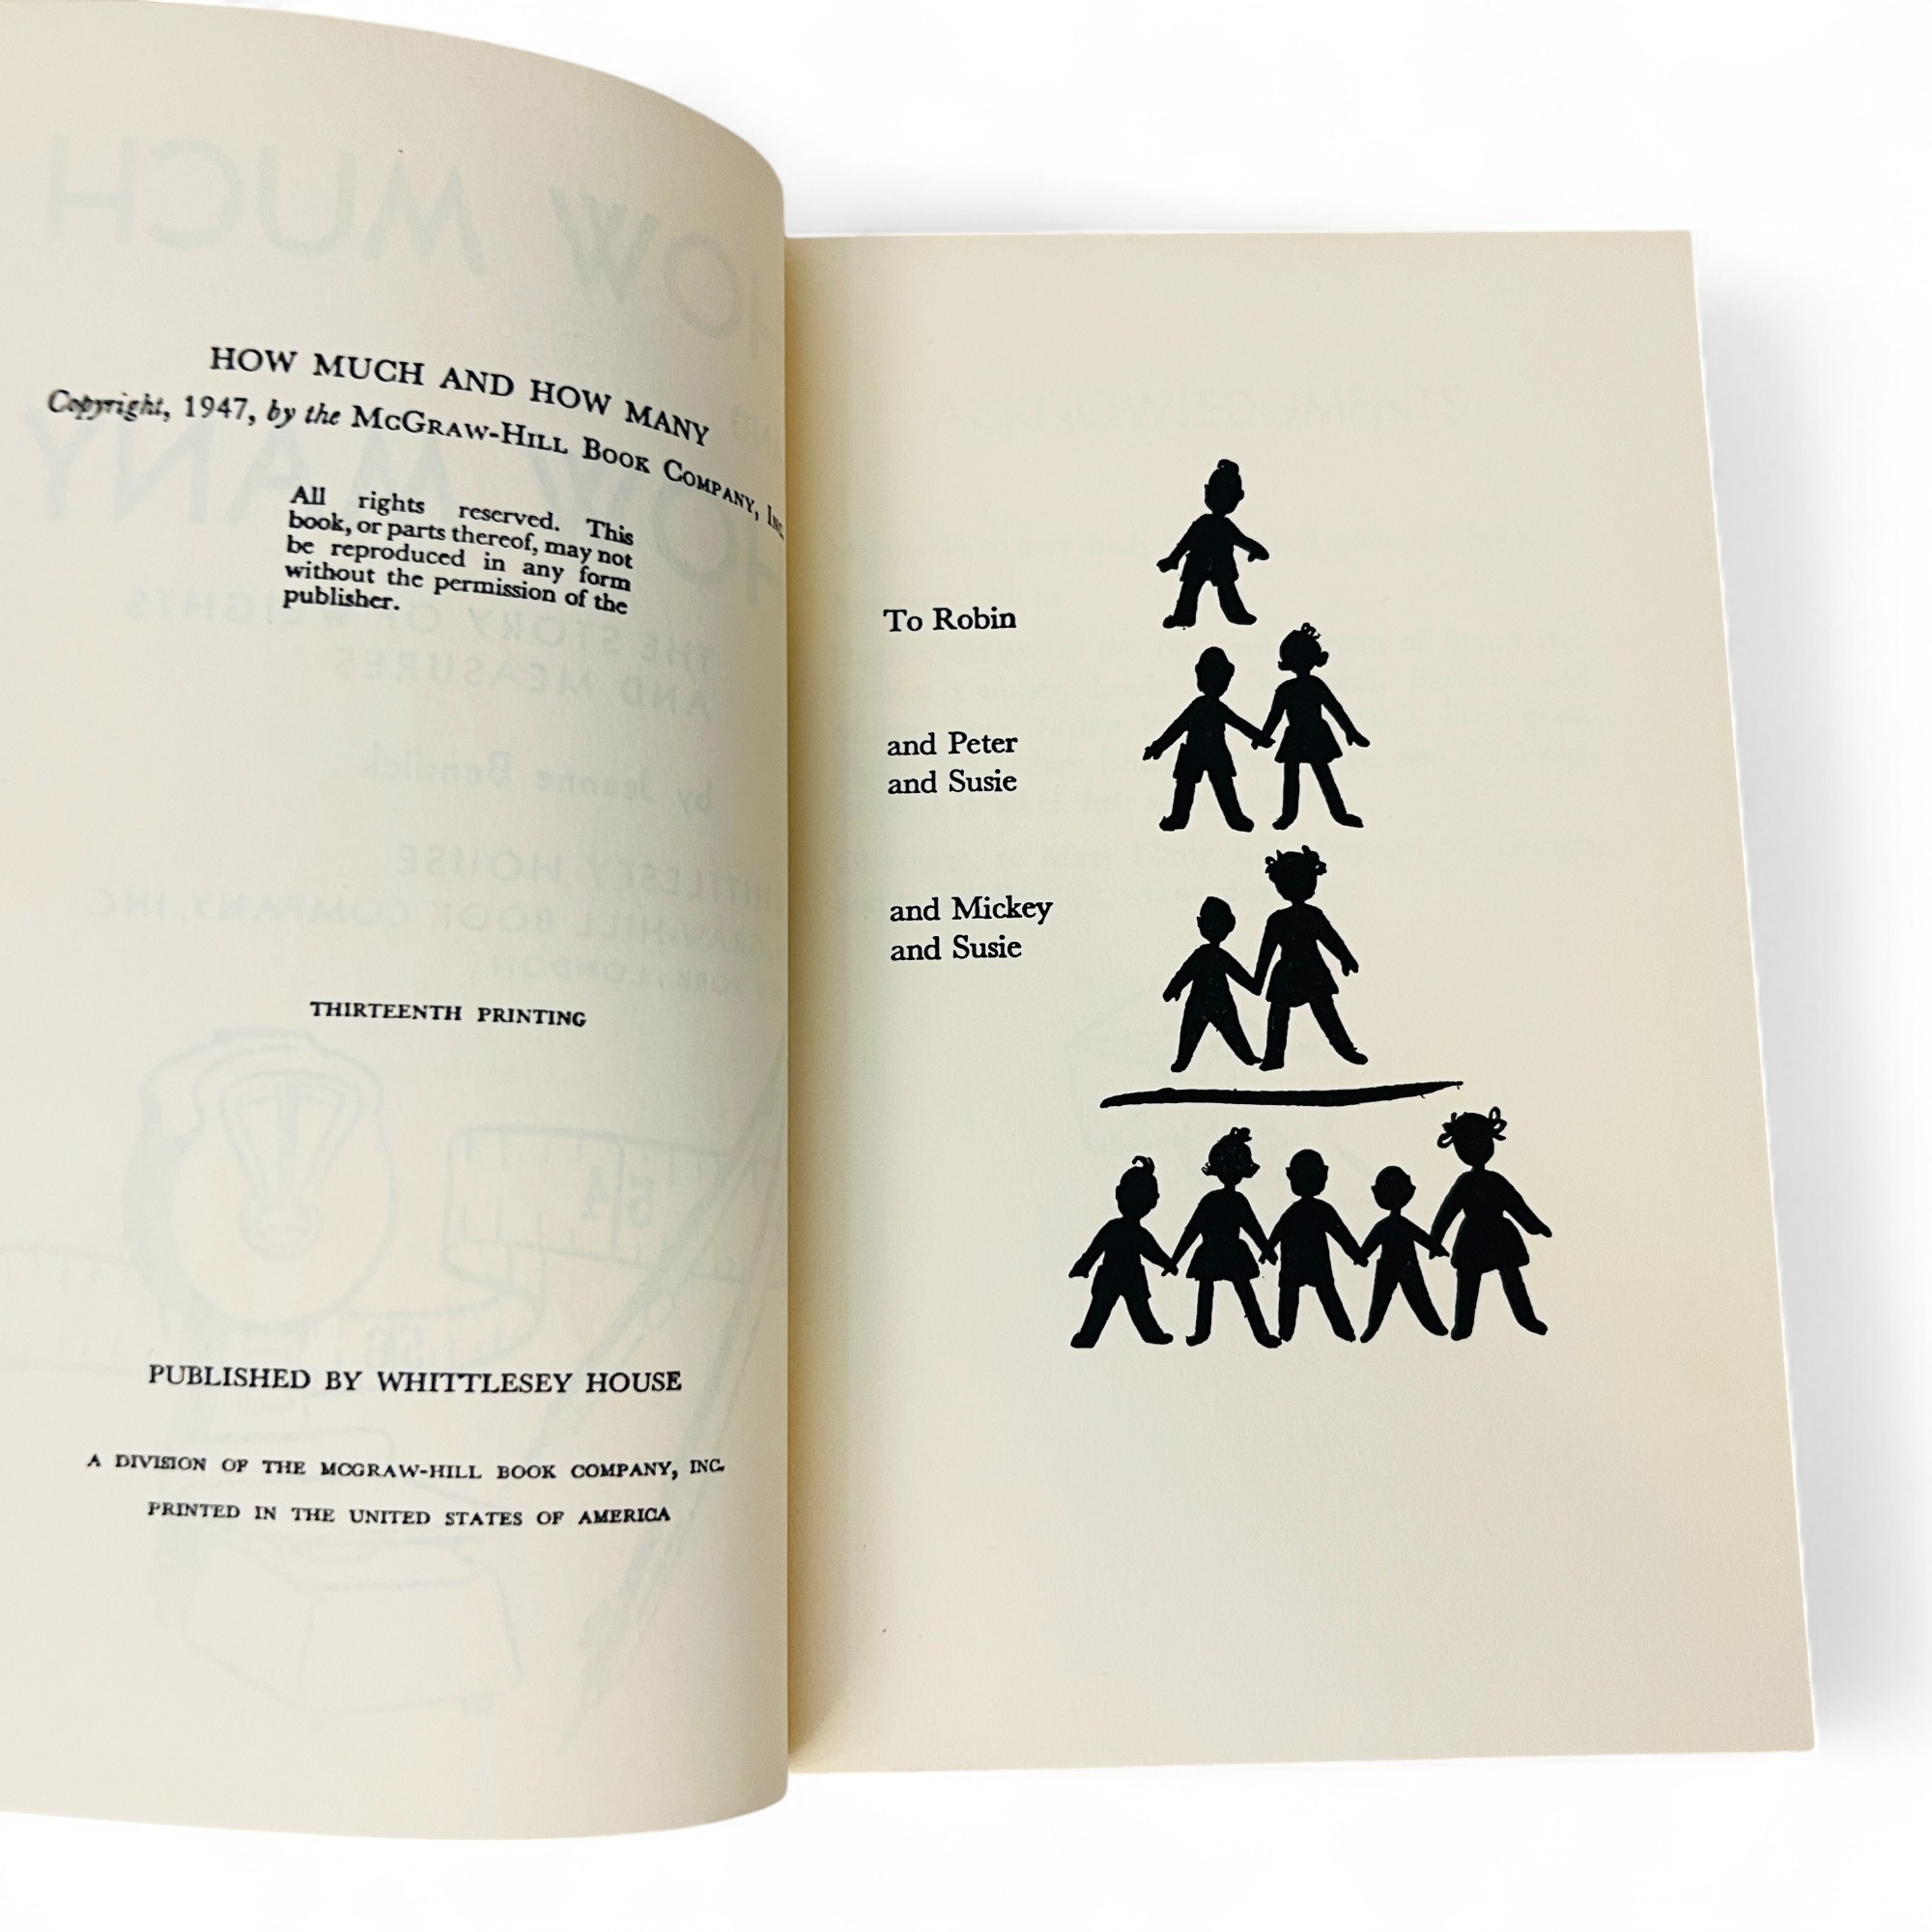 HOW MUCH AND HOW MANY
Copyright, 1947, by the McGraw-Hill Book Company, Inc.
All rights reserved. This
book, or parts thereof, may not
be reproduced in any form
without the permission of the
publisher.
THIRTEENTH PRINTING
PUBLISHED BY WHITTLESEY HOUSE
A DIVISION OF THE MCGRAW-HILL BOOK COMPANY, INC.
PRINTED IN THE UNITED STATES OF AMERICA
To Robin
and Peter
and Susie
and Mickey
and Susie